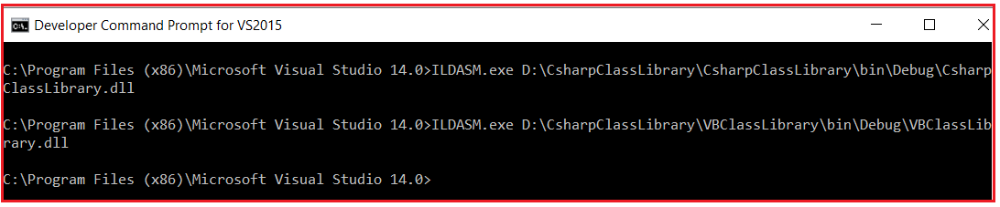 Developer Command Prompt for VS2015
C:\Program Files (x86)\Microsoft Visual Studio 14.0>ILDASM.exe D:\CsharpClassLibrary\CsharpClassLibrary\bin\Debug\Csharp
ClassLibrary.dll
C:\Program Files (x86)\Microsoft Visual Studio 14.0>ILDASM.exe D:\CsharpClassLibrary\VBClassLibrary\bin\Debug\VBClassLib
rary.dll
C:\Program Files (x86)\Microsoft Visual Studio 14.0>